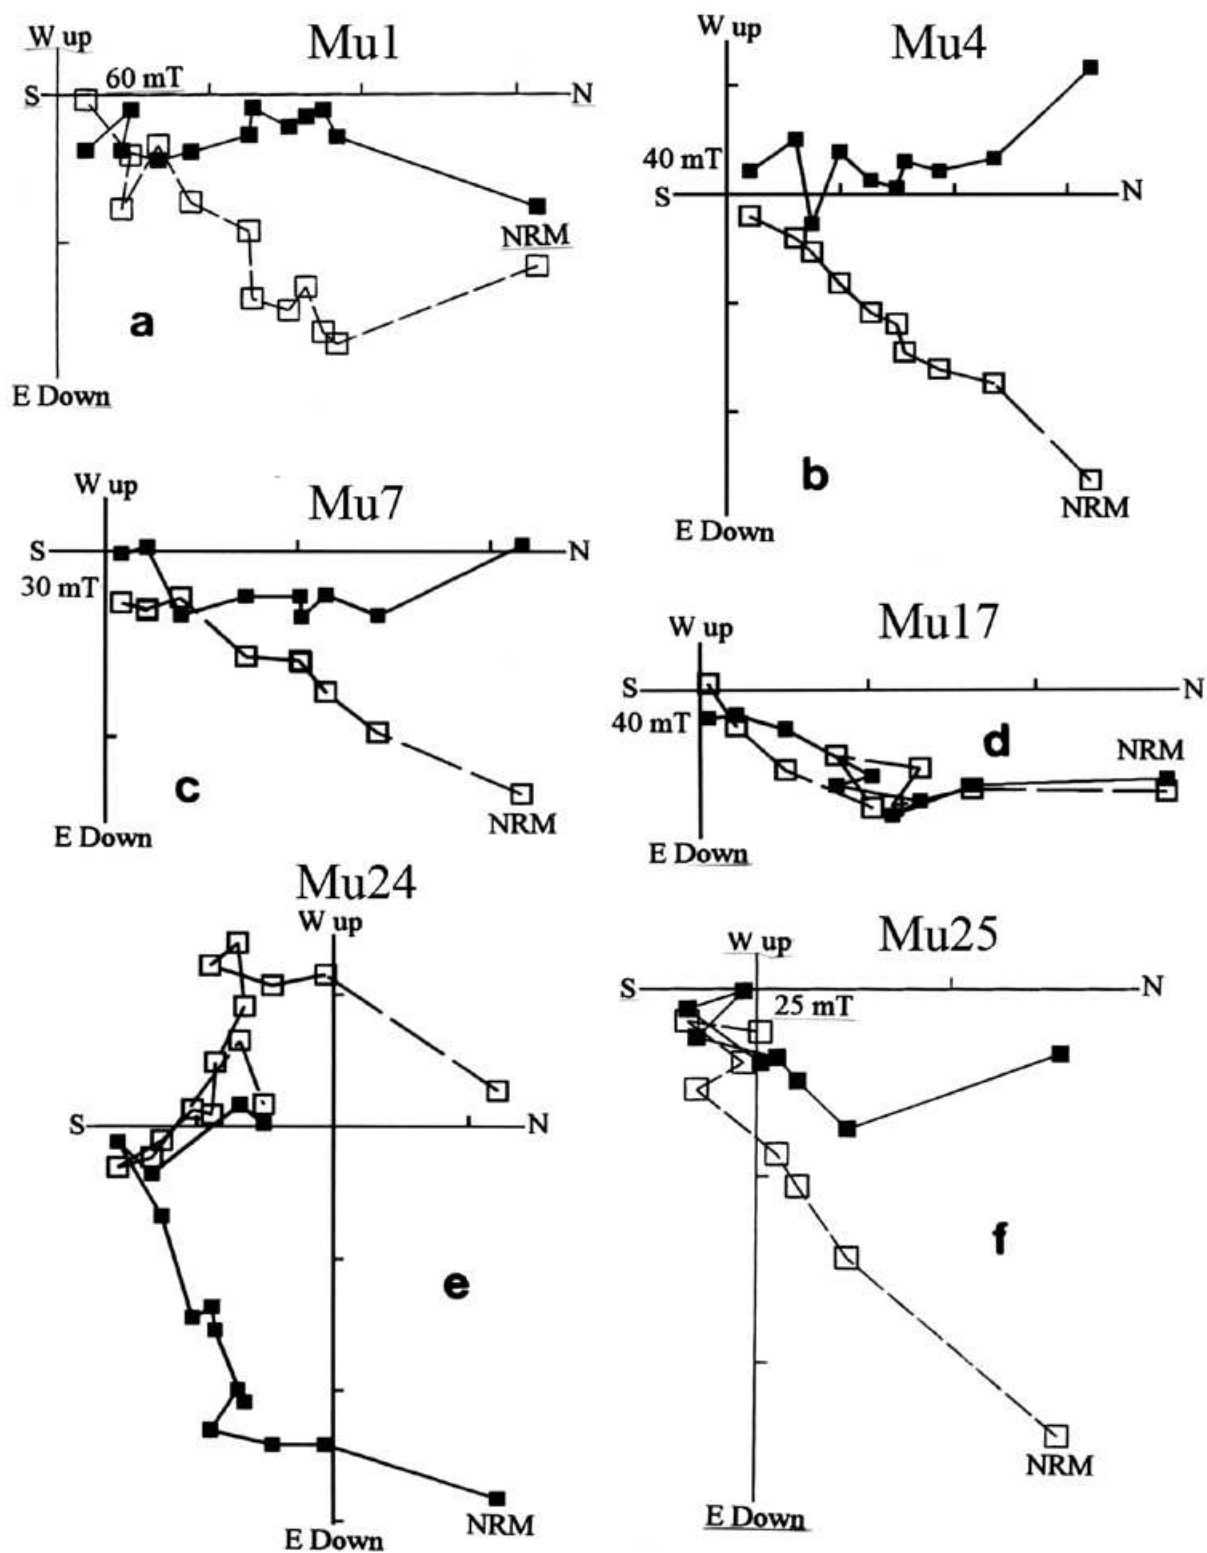 W up
Mu1
60 mT
S
N
NRM
a
E Down
W up
Mu4
40 mT
S
N
b
NRM
E Down
W up
Mu7
S
N
30 mT
c
NRM
E Down
W up
Mu17
S
N
40 mT
d
NRM
E Down
Mu24
W up
S
N
e
NRM
E Down
W up
Mu25
S
N
25 mT
f
NRM
E Down